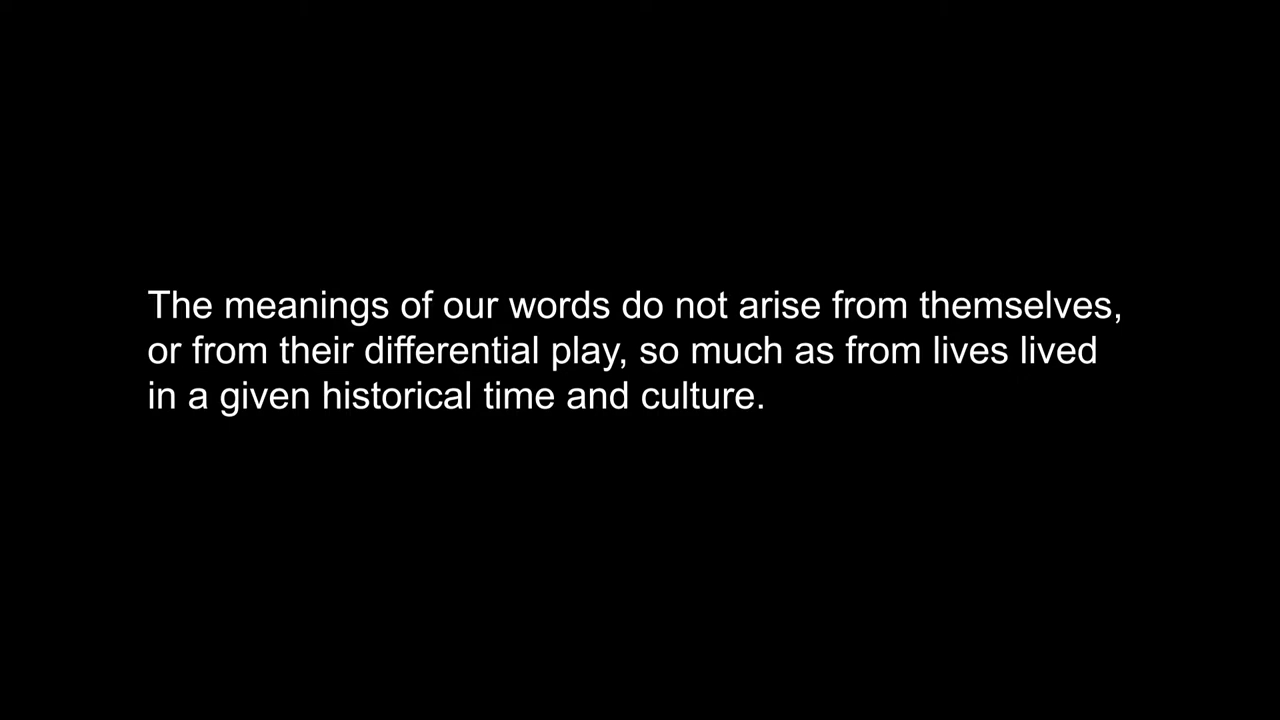 The meanings of our words do not arise from themselves,
or from their differential play, so much as from lives lived
in a given historical time and culture.